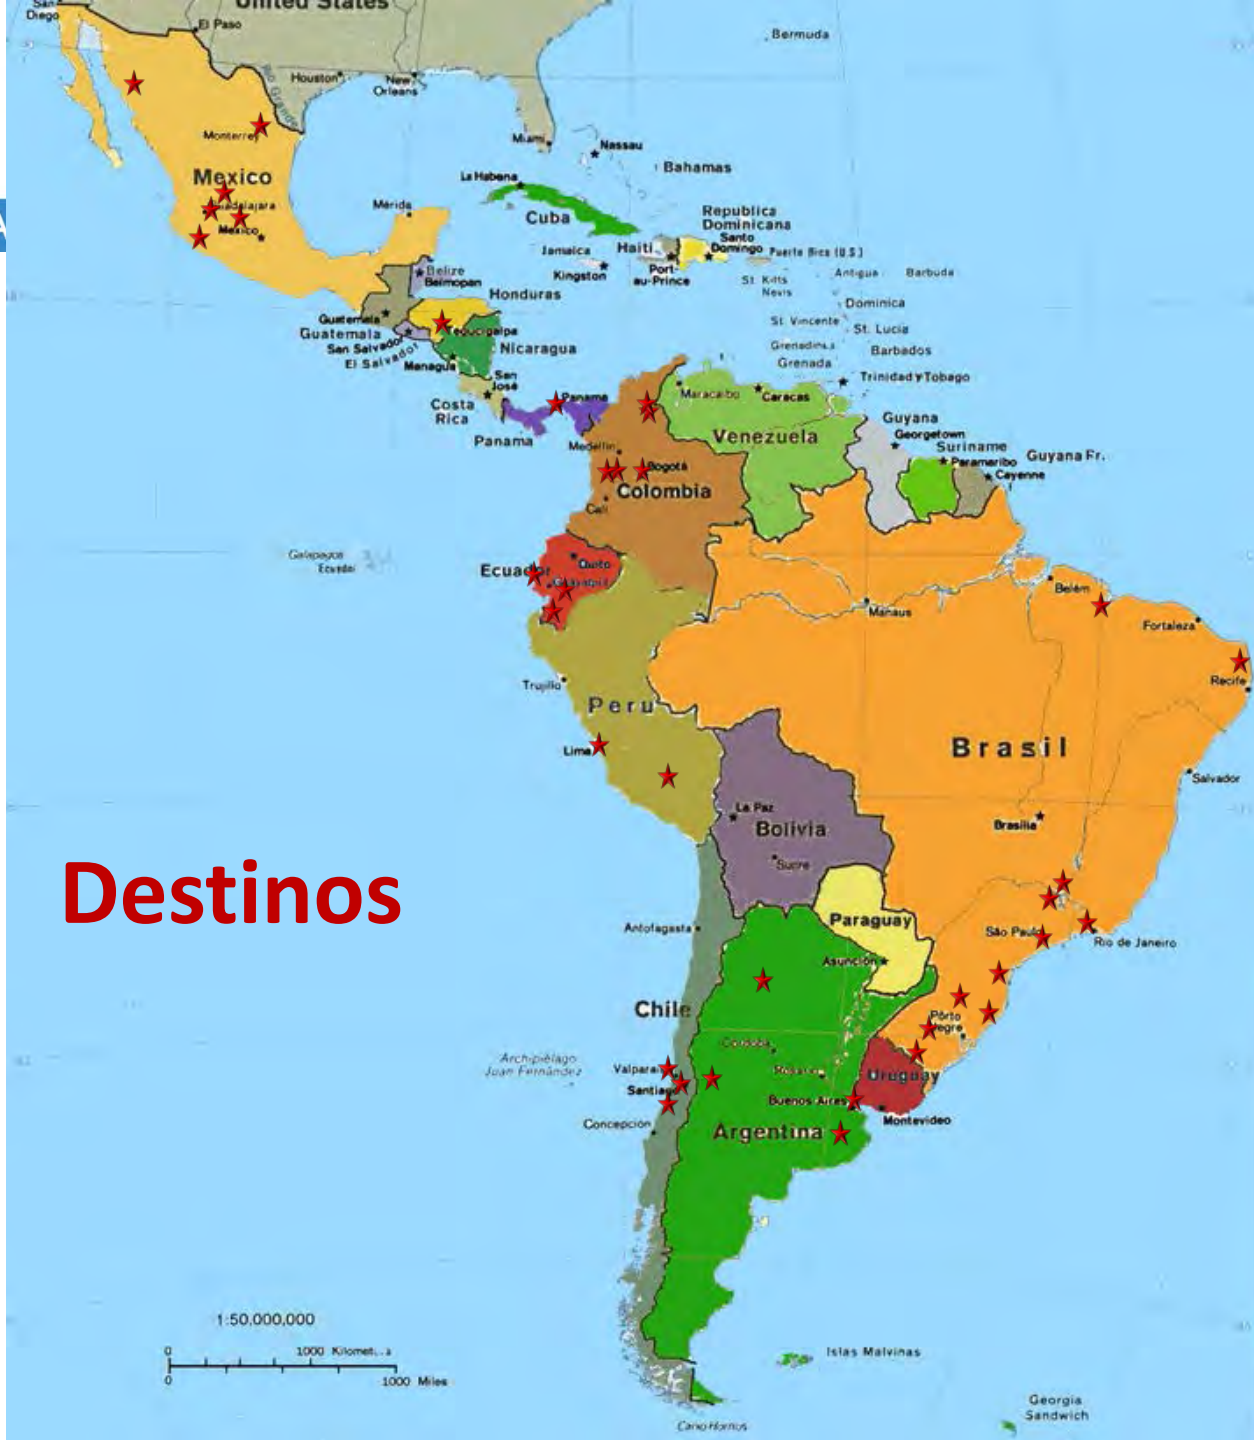 United States
San
Diego
El Paso
Bermuda
Houston
New
Orleans
Rio Grande
Monterrey
Miami
Nassau
Bahamas
Mexico
La Habana
Guadalajara
Mérida
Cuba
Republica
Dominicana
Mexico
Santo
Domingo
Haiti
Jamaica
Puerto Rico (U.S.)
Kingston
Port-
au-Prince
Belize
Belmopan
St. Kitts
Nevis
Antigua
Barbuda
Honduras
Dominica
Guatemala
Guatemala
Tegucigalpa
St. Vincente
St. Lucia
San Salvador
El Salvador
Nicaragua
Grenadines
Barbados
Managua
Grenada
San
José
Trinidad y Tobago
Costa
Rica
Panama
Panama
Maracaibo
Caracas
Guyana
Georgetown
Venezuela
Suriname
Paramaribo
Guyana Fr.
Cayenne
Medellín
Bogotá
Colombia
Cali
Galapagos
Ecuador
Ecuador
Quito
Guayaquil
Belém
Manaus
Fortaleza
Trujillo
Recife
Peru
Lima
Brasil
Salvador
La Paz
Bolivia
Brasília
Sucre
Destinos
Paraguay
Antofagasta
São Paulo
Rio de Janeiro
Asunción
Chile
Pôrto
Alegre
Córdoba
Archipiélago
Juan Fernández
Valparaí
Rosario
Uruguay
Santiago
Buenos Aires
Montevideo
Concepción
Argentina
1:50,000,000
0
1000
0
1000 Miles
Islas Malvinas
Georgia
Sandwich